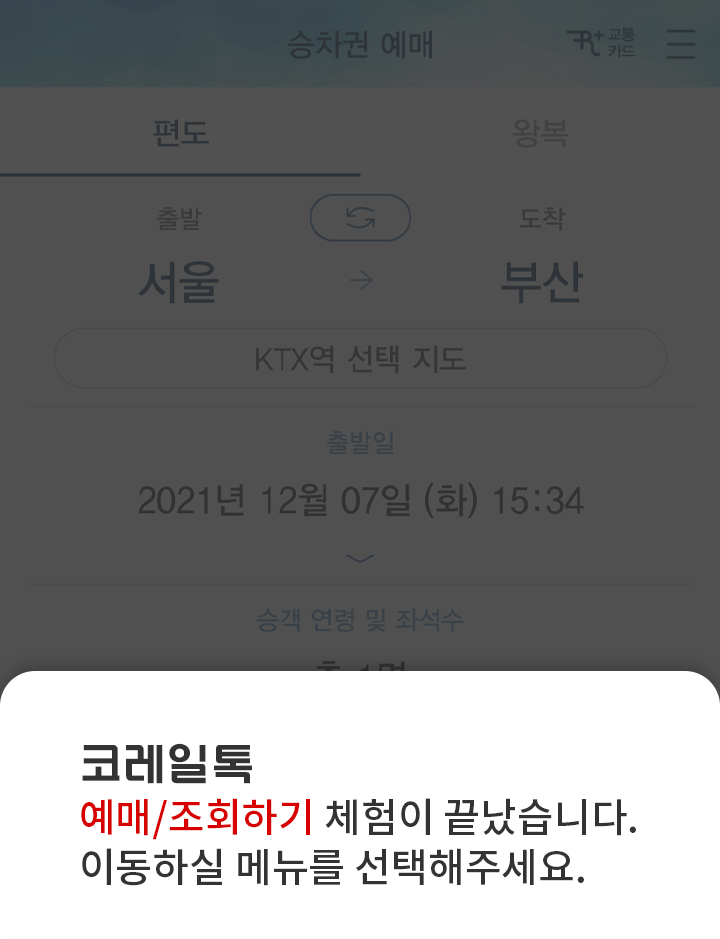 승차권 예매
교통
카드
편도
왕복
출발
도착
서울
부산
KTX역 선택 지도
출발일
2021년 12월 07일 (화) 15:34
승객 연령 및 좌석수
총 1명
코레일톡
예매/조회하기 체험이 끝났습니다.
이동하실 메뉴를 선택해주세요.